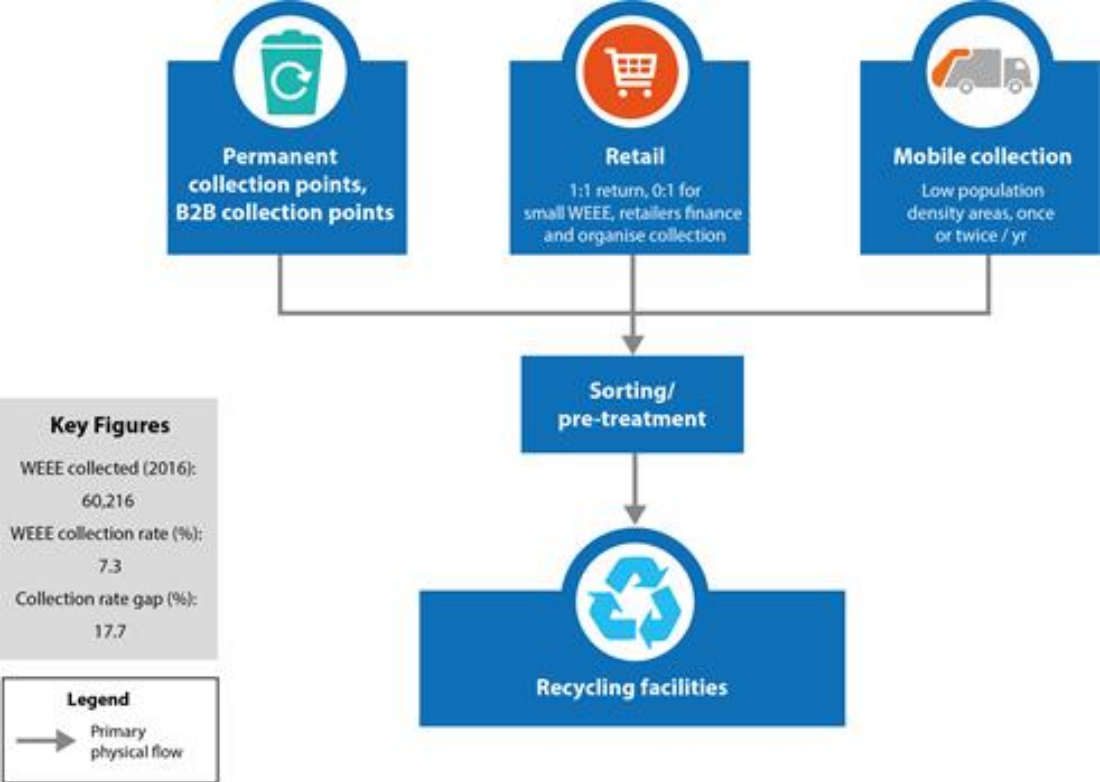 Permanent
collection points,
B2B collection points
Retail
1:1 return, 0:1 for
small WEEE, retailers finance
and organise collection
Mobile collection
Low population
density areas, once
or twice / yr
Sorting/
pre-treatment
Key Figures
WEEE collected (2016):
60,216
WEEE collection rate (%):
7.3
Collection rate gap (%):
17.7
Recycling facilities
Legend
Primary
physical flow